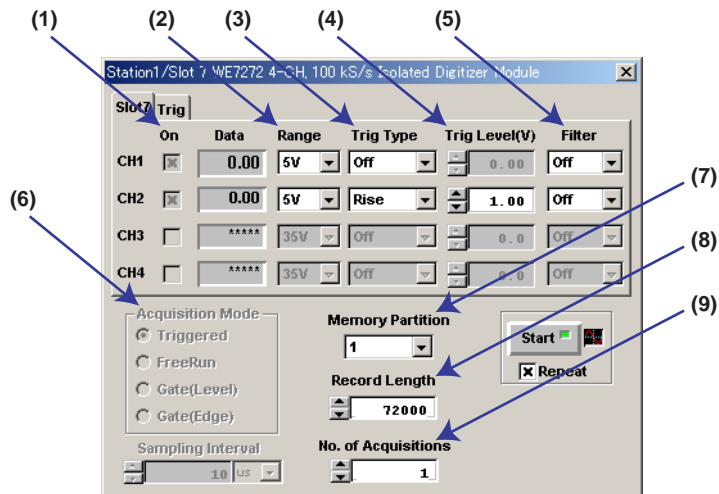 (1) (2) (3) (4) (5)
Station1/Slot 7 WE7272 4-CH, 100 kS/s Isolated Digitizer Module
Slot7 Trig
On Data Range Trig Type Trig Level(V) Filter
CH1 0.00 5V Off 0.00 Off
CH2 0.00 5V Rise 1.00 Off
(7)
(6)
CH3 ***** 35V Off 0.0 Off
(8)
CH4 ***** 35V Off 0.0 Off
(9)
Acquisition Mode
Triggered
FreeRun
Gate(Level)
Gate(Edge)
Sampling Interval
10 us
Memory Partition
1
Record Length
72000
No. of Acquisitions
1
Start
Repeat